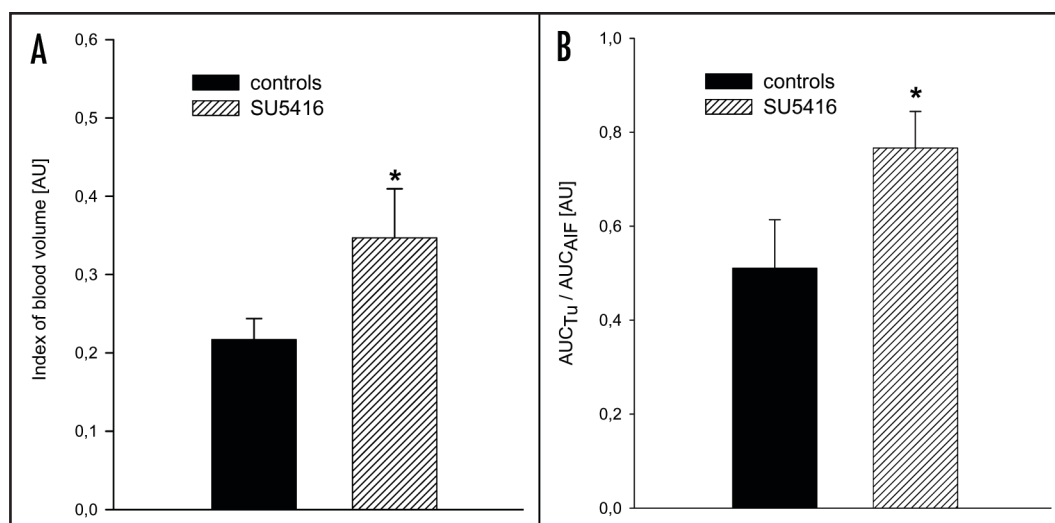 A
Index of blood volume [AU]
0,6
0,5
0,4
0,3
0,2
0,1
0,0
controls
SU5416
*
B
AUCTu / AUCAIF [AU]
1,0
0,8
0,6
0,4
0,2
0,0
controls
SU5416
*